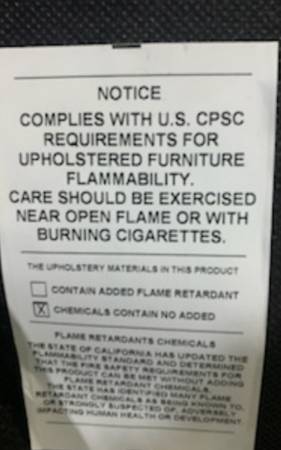 NOTICE
COMPLIES WITH U.S. CPSC
REQUIREMENTS FOR
UPHOLSTERED FURNITURE
FLAMMABILITY.
CARE SHOULD BE EXERCISED
NEAR OPEN FLAME OR WITH
BURNING CIGARETTES.
THE UPHOLSTERY MATERIALS IN THIS PRODUCT
CONTAIN ADDED FLAME RETARDANT
X CHEMICALS CONTAIN NO ADDED
FLAME RETARDANTS CHEMICALS
THE STATE OF CALIFORNIA HAS UPDATED THE
FLAMMABILITY STANDARD AND DETERMINED
THAT THE FIRE SAFETY REQUIREMENTS FOR
THIS PRODUCT CAN BE MET WITHOUT ADDING
FLAME RETARDANT CHEMICALS.
THE STATE HAS IDENTIFIED MANY FLAME
RETARDANT CHEMICALS AS BEING KNOWN TO,
OR STRONGLY SUSPECTED OF, ADVERSELY
IMPACTING HUMAN HEALTH OR DEVELOPMENT.